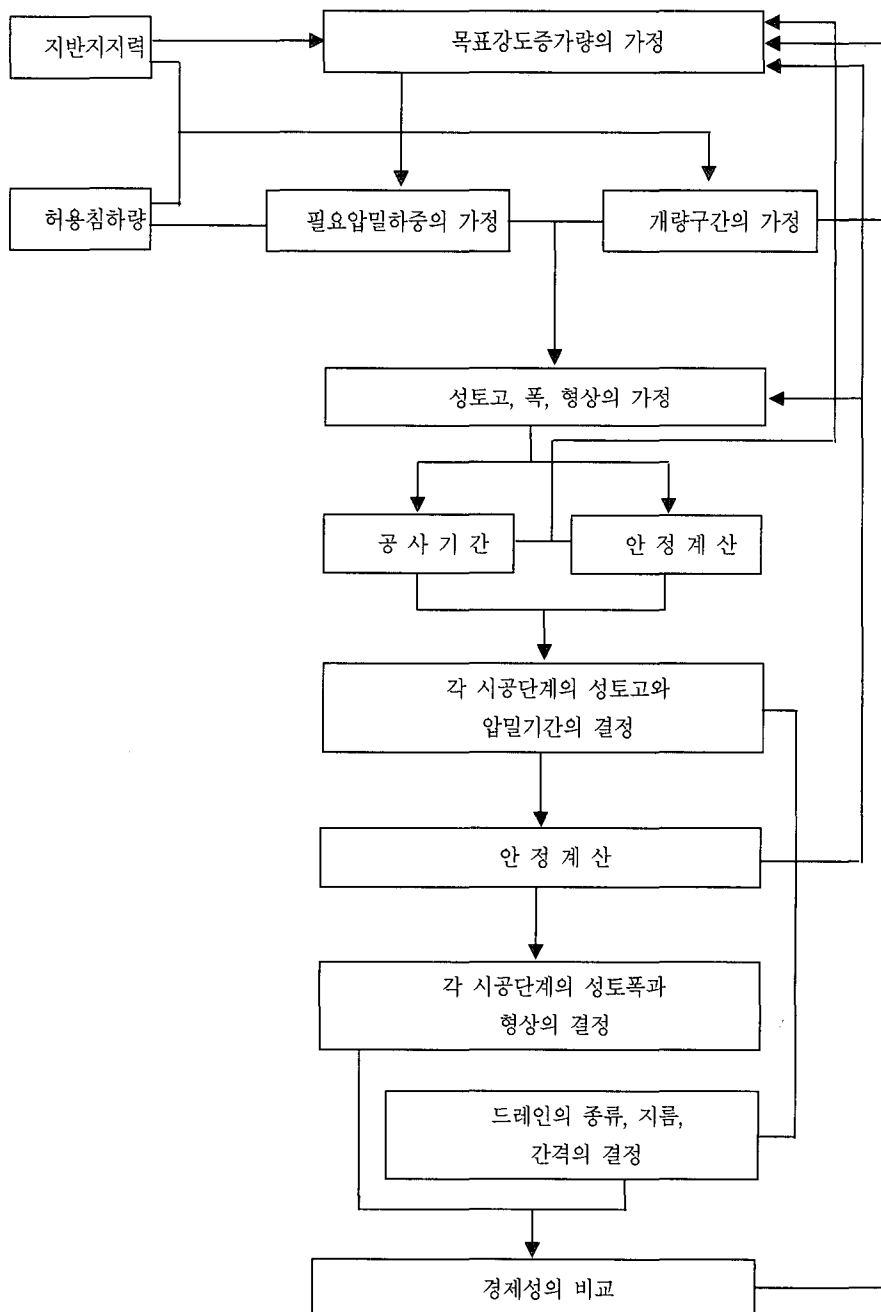 지반지지력
목표강도증가량의 가정
허용침하량
필요압밀하중의 가정
개량구간의 가정
성토고, 폭, 형상의 가정
공 사 기 간
안 정 계 산
각 시공단계의 성토고와
압밀기간의 결정
안 정 계 산
각 시공단계의 성토폭과
형상의 결정
드레인의 종류, 지름,
간격의 결정
경제성의 비교